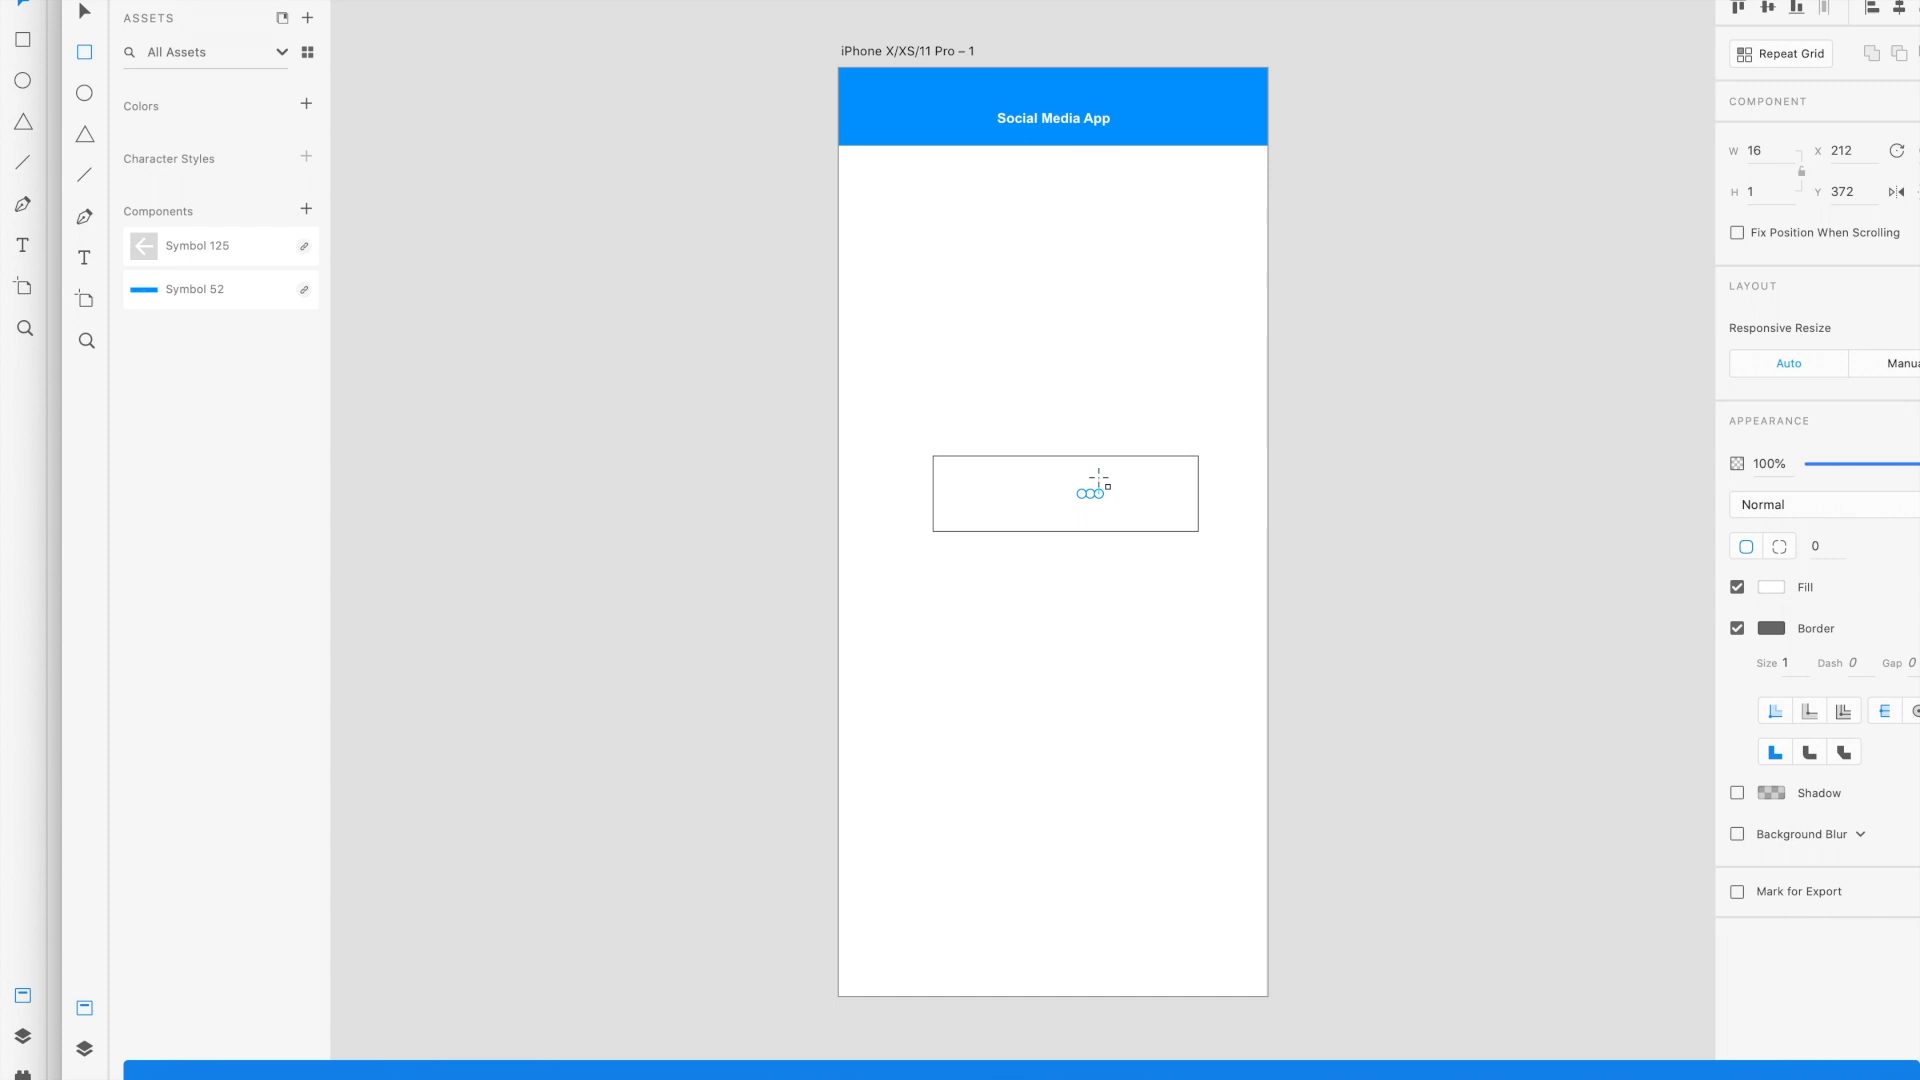 ASSETS
All Assets
Colors
Character Styles
Components
Symbol 125
Symbol 52
iPhone X/XS/11 Pro – 1
Social Media App
Repeat Grid
COMPONENT
W 16 X 212
H 1 Y 372
Fix Position When Scrolling
LAYOUT
Responsive Resize
Auto Manua
APPEARANCE
100%
Normal
0
Fill
Border
Size 1 Dash 0 Gap 0
Shadow
Background Blur
Mark for Export